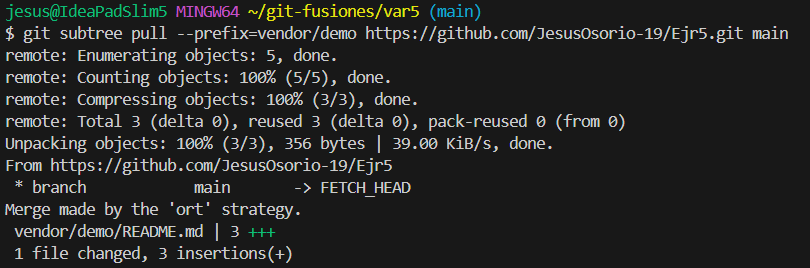 jesus@IdeaPadSlim5 MINGW64 ~/git-fusiones/var5 (main)
$ git subtree pull --prefix=vendor/demo https://github.com/JesusOsorio-19/Ejr5.git main
remote: Enumerating objects: 5, done.
remote: Counting objects: 100% (5/5), done.
remote: Compressing objects: 100% (3/3), done.
remote: Total 3 (delta 0), reused 3 (delta 0), pack-reused 0 (from 0)
Unpacking objects: 100% (3/3), 356 bytes | 39.00 KiB/s, done.
From https://github.com/JesusOsorio-19/Ejr5
 * branch            main       -> FETCH_HEAD
Merge made by the 'ort' strategy.
 vendor/demo/README.md | 3 +++
 1 file changed, 3 insertions(+)